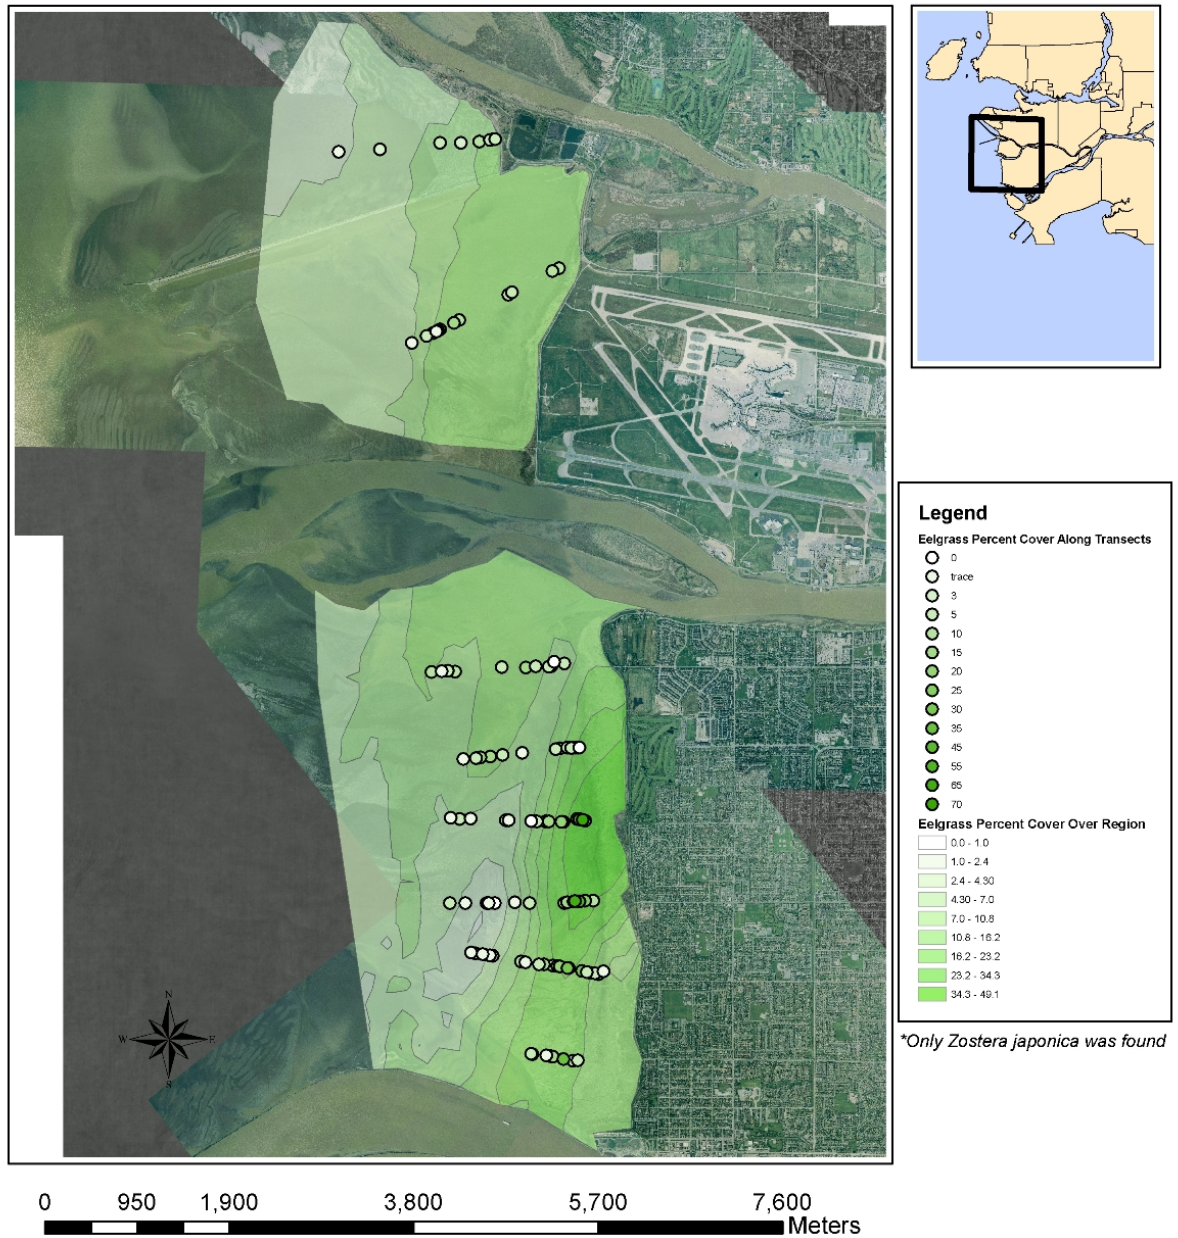 N
W
E
S
Legend
Eelgrass Percent Cover Along Transects
0
trace
3
5
10
15
20
25
30
35
45
55
65
70
Eelgrass Percent Cover Over Region
0.0 - 1.0
1.0 - 2.4
2.4 - 4.30
4.30 - 7.0
7.0 - 10.8
10.8 - 16.2
16.2 - 23.2
23.2 - 34.3
34.3 - 49.1
*Only Zostera japonica was found
0 950 1,900 3,800 5,700 7,600
Meters